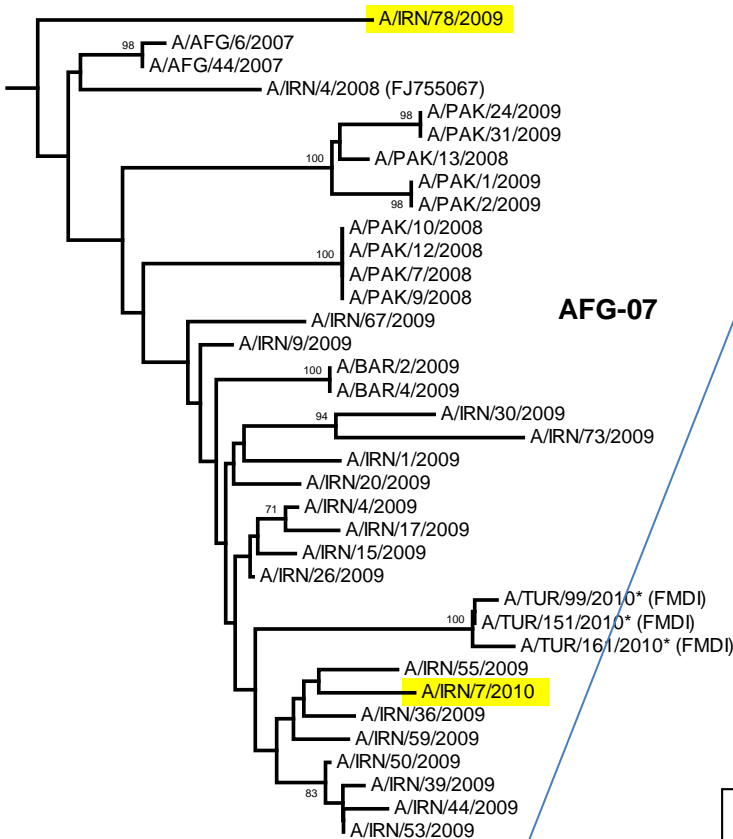 A/IRN/78/2009
98
A/AFG/6/2007
A/AFG/44/2007
A/IRN/4/2008 (FJ755067)
98
A/PAK/24/2009
A/PAK/31/2009
100
A/PAK/13/2008
A/PAK/1/2009
98
A/PAK/2/2009
A/PAK/10/2008
100
A/PAK/12/2008
A/PAK/7/2008
A/PAK/9/2008
AFG-07
A/IRN/67/2009
A/IRN/9/2009
100
A/BAR/2/2009
A/BAR/4/2009
94
A/IRN/30/2009
A/IRN/73/2009
A/IRN/1/2009
A/IRN/20/2009
71
A/IRN/4/2009
A/IRN/17/2009
A/IRN/15/2009
A/IRN/26/2009
A/TUR/99/2010* (FMDI)
100
A/TUR/151/2010* (FMDI)
A/TUR/161/2010* (FMDI)
A/IRN/55/2009
A/IRN/7/2010
A/IRN/36/2009
A/IRN/59/2009
A/IRN/50/2009
83
A/IRN/39/2009
A/IRN/44/2009
A/IRN/53/2009